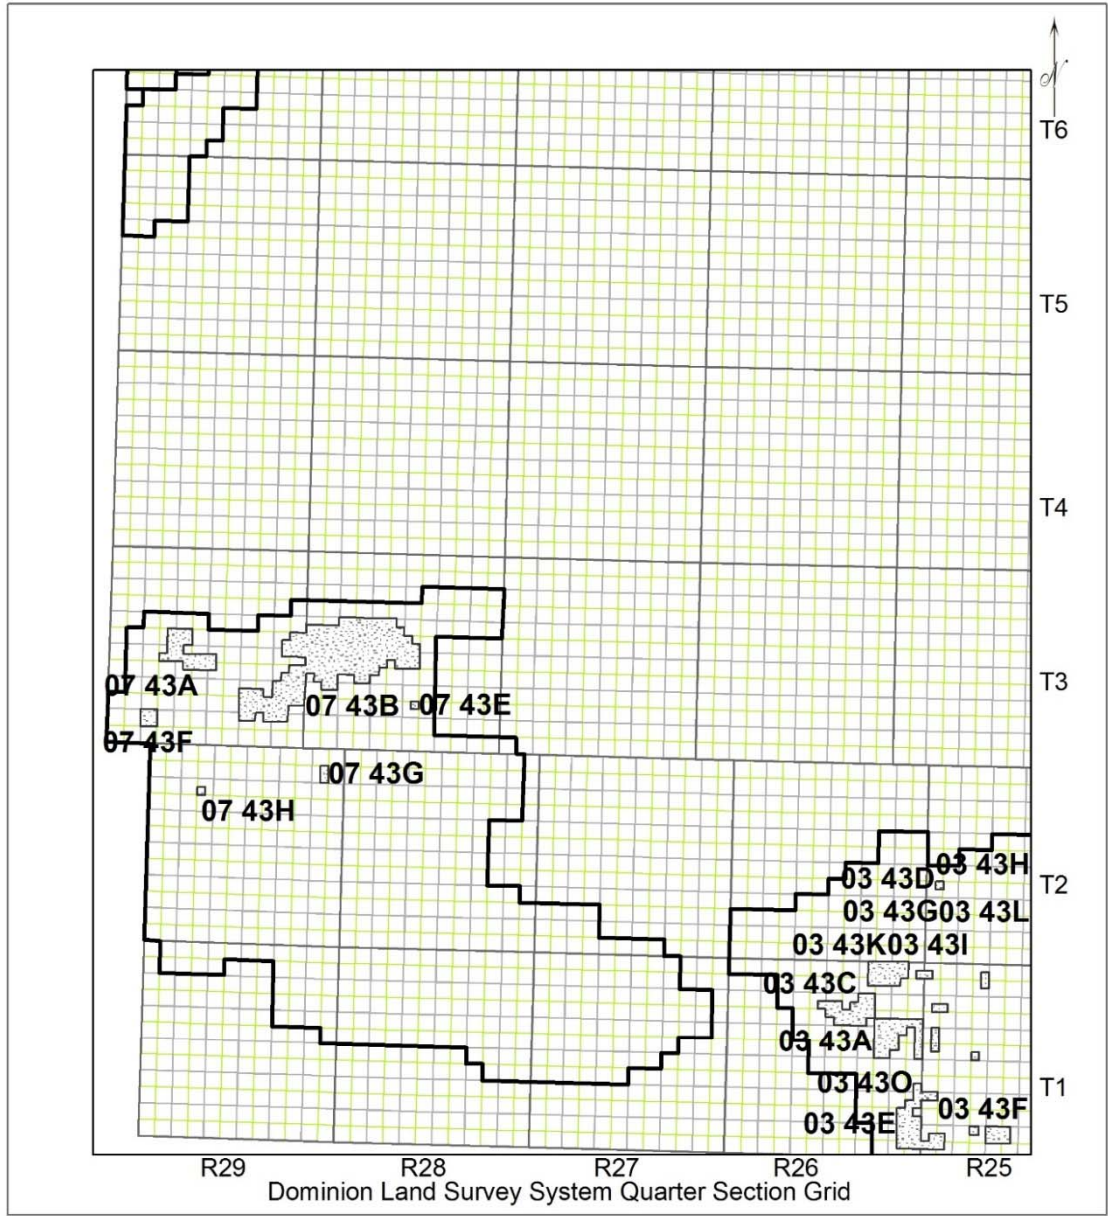 N
T6
T5
T4
07 43A
T3
07 43B
07 43E
07 43F
07 43G
07 43H
03 43H
03 43D
T2
03 43G
03 43L
03 43K
03 43I
03 43C
03 43A
03 43O
T1
03 43F
03 43E
R29
R28
R27
R26
R25
Dominion Land Survey System Quarter Section Grid